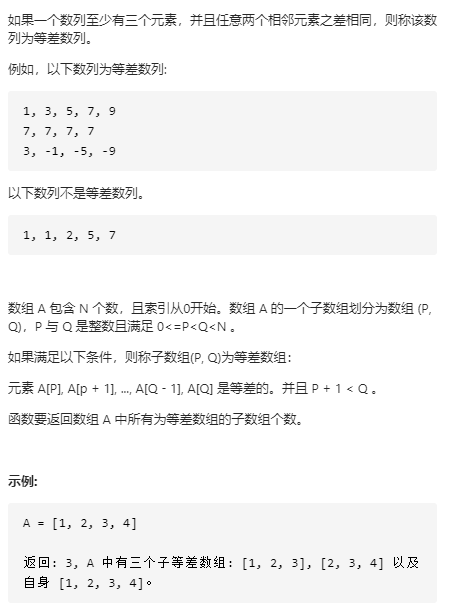 如果一个数列至少有三个元素，并且任意两个相邻元素之差相同，则称该数
列为等差数列。
例如，以下数列为等差数列:
1, 3, 5, 7, 9
7, 7, 7, 7
3, -1, -5, -9
以下数列不是等差数列。
1, 1, 2, 5, 7
数组 A 包含 N 个数，且索引从0开始。数组 A 的一个子数组划分为数组 (P,
Q)，P 与 Q 是整数且满足 0<=P<Q<N 。
如果满足以下条件，则称子数组(P, Q)为等差数组：
元素 A[P], A[p + 1], ..., A[Q - 1], A[Q] 是等差的。并且 P + 1 < Q 。
函数要返回数组 A 中所有为等差数组的子数组个数。
示例:
A = [1, 2, 3, 4]
返回: 3, A 中有三个子等差数组: [1, 2, 3], [2, 3, 4] 以及
自身 [1, 2, 3, 4]。